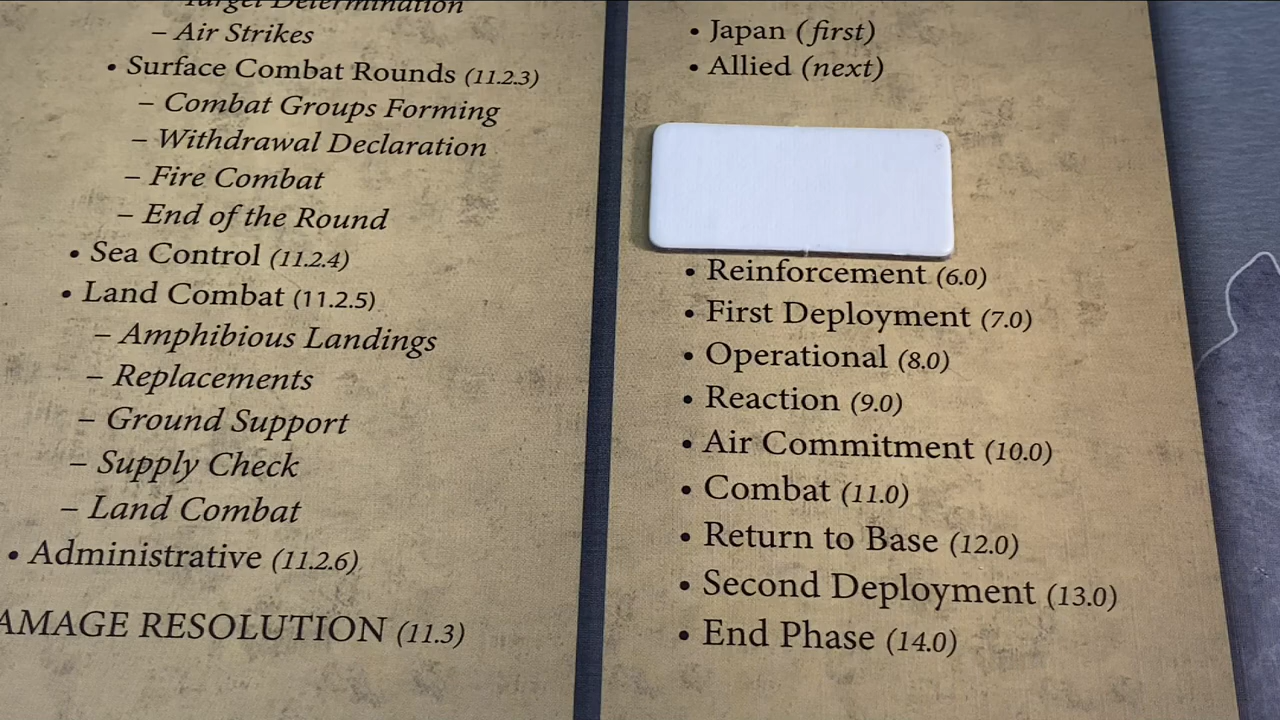 Target Determination
– Air Strikes
• Surface Combat Rounds (11.2.3)
– Combat Groups Forming
– Withdrawal Declaration
– Fire Combat
– End of the Round
• Sea Control (11.2.4)
• Land Combat (11.2.5)
– Amphibious Landings
– Replacements
– Ground Support
– Supply Check
– Land Combat
• Administrative (11.2.6)
AMAGE RESOLUTION (11.3)
• Japan (first)
• Allied (next)
• Reinforcement (6.0)
• First Deployment (7.0)
• Operational (8.0)
• Reaction (9.0)
• Air Commitment (10.0)
• Combat (11.0)
• Return to Base (12.0)
• Second Deployment (13.0)
• End Phase (14.0)